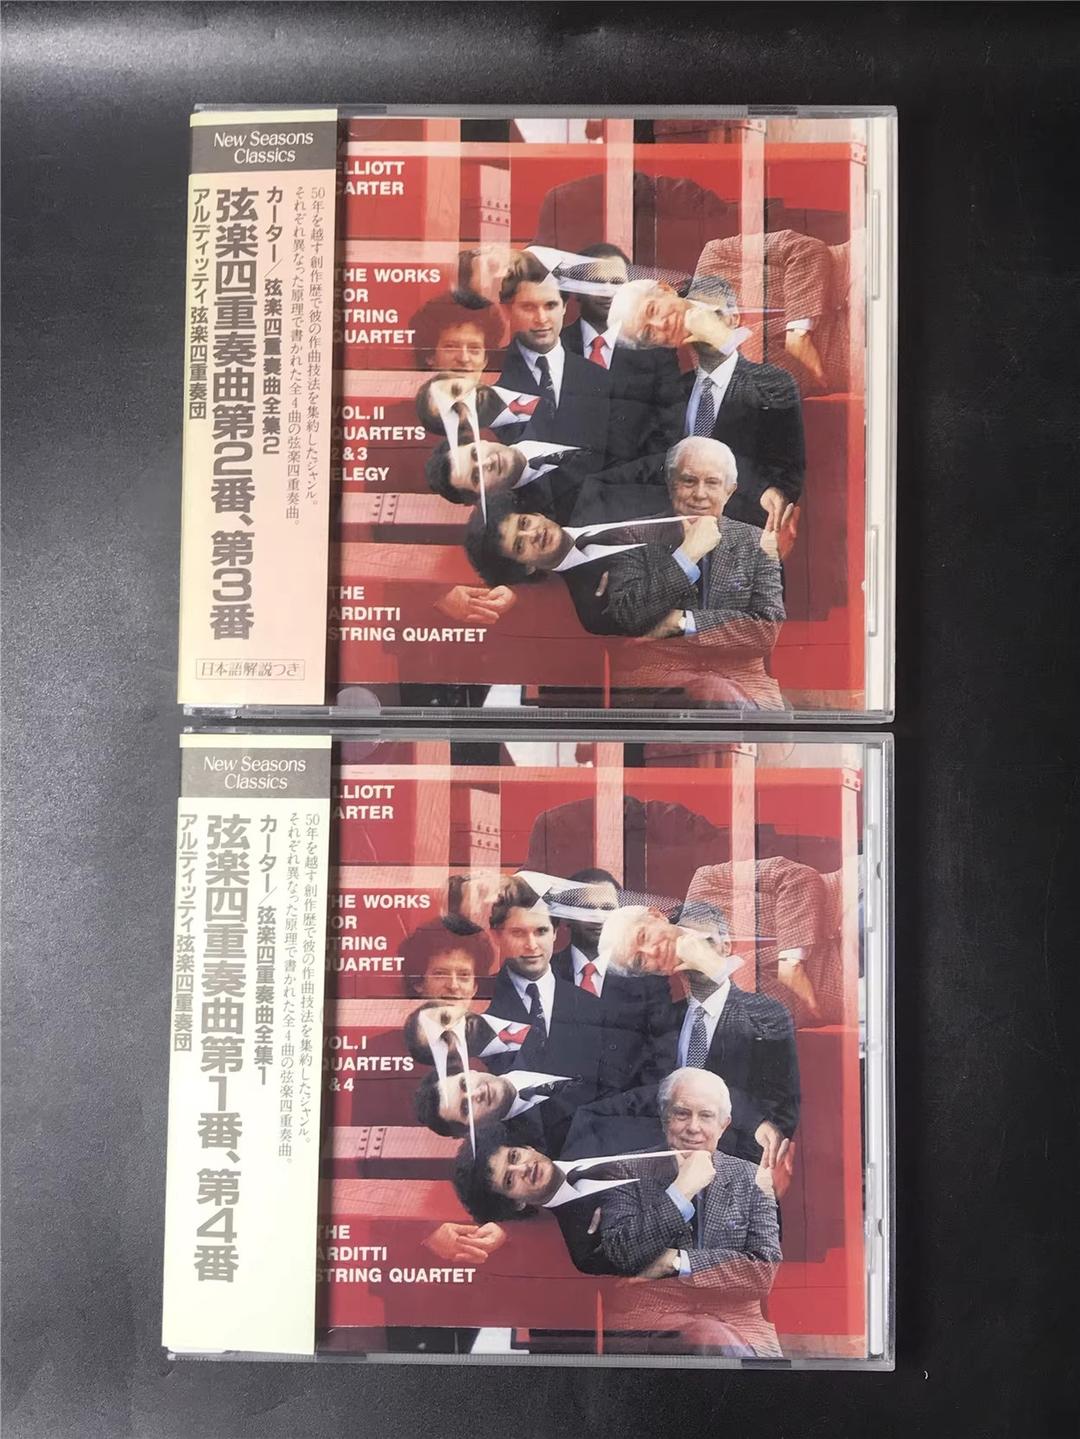 New Seasons
Classics
50年を越す創作歴で彼の作曲技法を集約したジャンル。
それぞれ異なった原理で書かれた全4曲の弦楽四重奏曲。
カーター/弦楽四重奏曲全集2
弦楽四重奏曲第2番、第3番
アルディッティ弦楽四重奏団
日本語解説つき
ELLIOTT
CARTER
THE WORKS
FOR
STRING
QUARTET
VOL. II
QUARTETS
2 & 3
ELEGY
THE
ARDITTI
STRING QUARTET
New Seasons
Classics
50年を越す創作歴で彼の作曲技法を集約したジャンル。
それぞれ異なった原理で書かれた全4曲の弦楽四重奏曲。
カーター/弦楽四重奏曲全集1
弦楽四重奏曲第1番、第4番
アルディッティ弦楽四重奏団
LLIOTT
ARTER
HE WORKS
OR
TRING
UARTET
VOL. I
UARTETS
& 4
THE
ARDITTI
STRING QUARTET